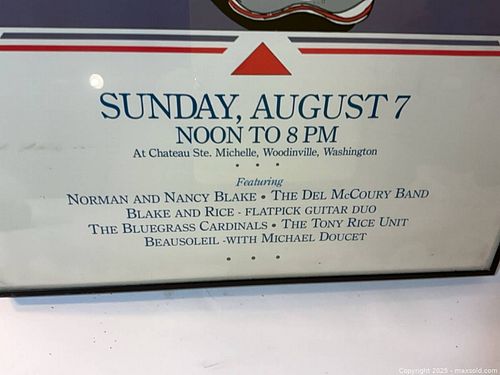 SUNDAY, AUGUST 7
NOON TO 8 PM
At Chateau Ste. Michelle, Woodinville, Washington
Featuring
NORMAN AND NANCY BLAKE • THE DEL MCCOURY BAND
BLAKE AND RICE - FLATPICK GUITAR DUO
THE BLUEGRASS CARDINALS • THE TONY RICE UNIT
BEAUSOLEIL -WITH MICHAEL DOUCET
Copyright 2025 - maxsold.com